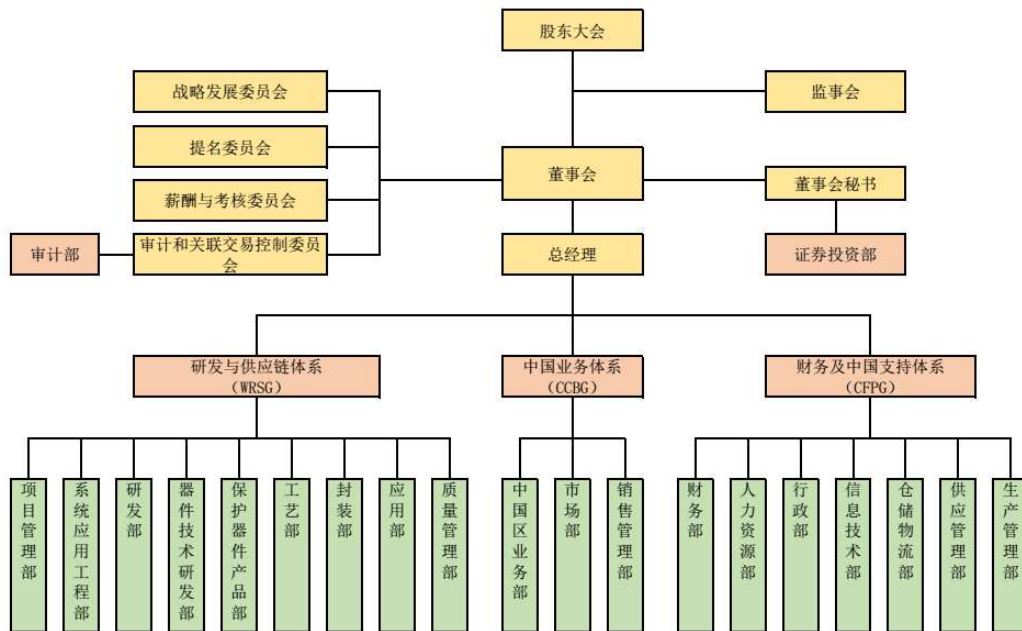 股东大会
战略发展委员会
监事会
提名委员会
董事会
董事会秘书
薪酬与考核委员会
审计部
审计和关联交易控制委员
会
总经理
证券投资部
研发与供应链体系
(WRSG)
中国业务体系
(CCBG)
财务及中国支持体系
(CFPG)
项目管理部
系统应用工程部
研发部
器件技术研发部
保护器件产品部
工艺部
封装部
应用部
质量管理部
中国区业务部
市场部
销售管理部
财务部
人力资源部
行政部
信息技术部
仓储物流部
供应管理部
生产管理部